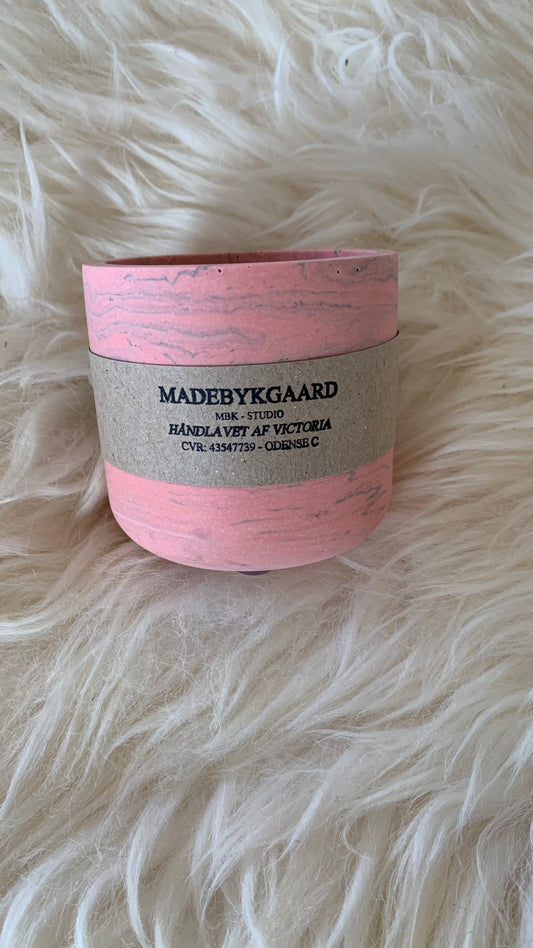 MADEBYKGAARD
MBK - STUDIO
HÅNDLAVET AF VICTORIA
CVR: 43547739 - ODENSE C